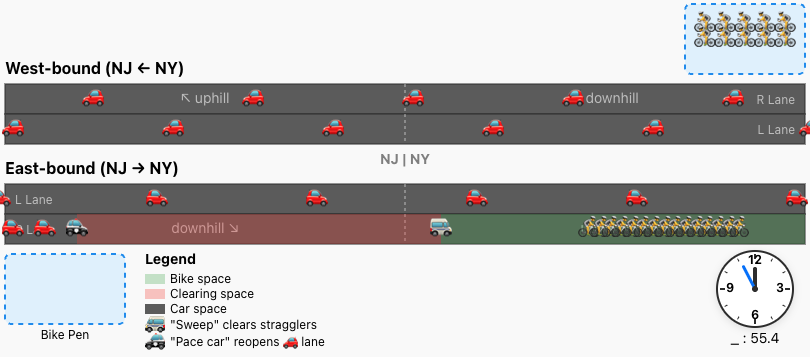 West-bound (NJ ← NY)
↖ uphill
downhill
R Lane
L Lane
NJ | NY
East-bound (NJ → NY)
L Lane
L
downhill ↘
Bike Pen
Legend
Bike space
Clearing space
Car space
"Sweep" clears stragglers
"Pace car" reopens 🚗 lane
12
9
3
6
_ : 55.4